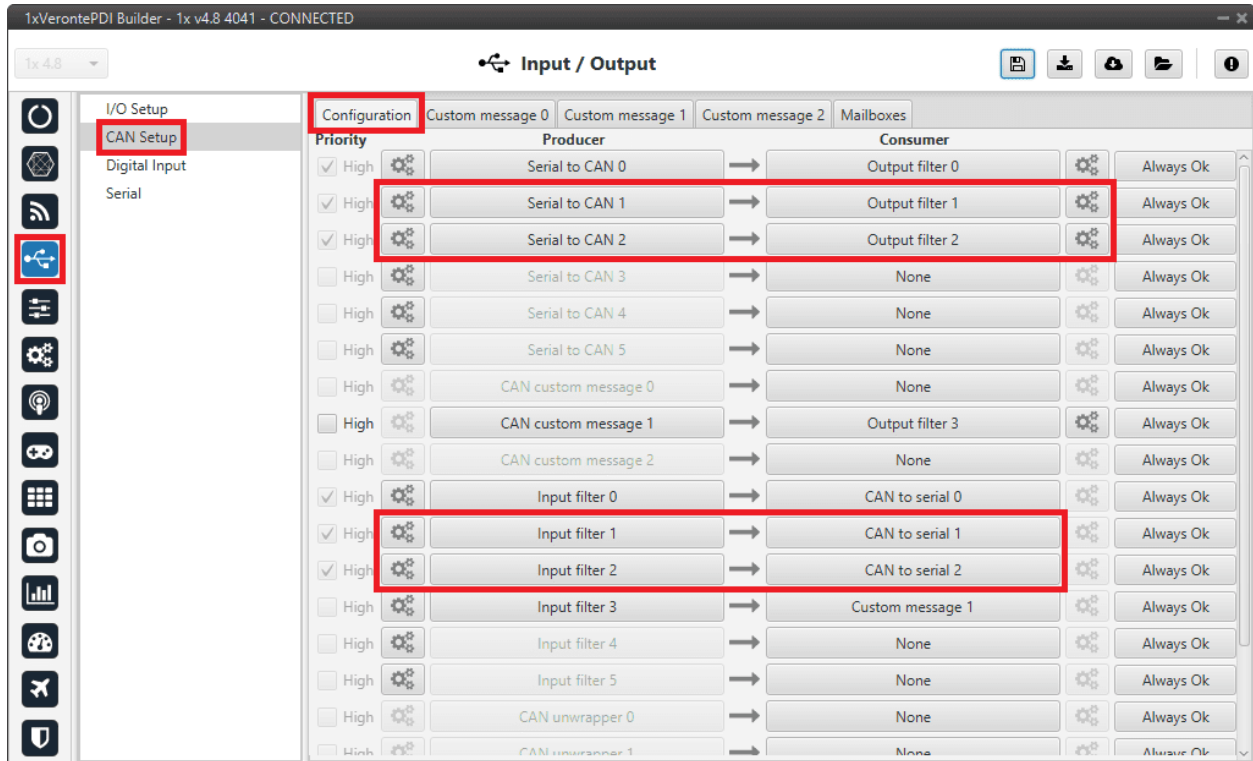 1xVerontePDI Builder - 1x v4.8 4041 - CONNECTED
1x 4.8
Input / Output
I/O Setup
CAN Setup
Digital Input
Serial
Configuration Custom message 0 Custom message 1 Custom message 2 Mailboxes
Priority Producer Consumer
High Serial to CAN 0 Output filter 0 Always Ok
High Serial to CAN 1 Output filter 1 Always Ok
High Serial to CAN 2 Output filter 2 Always Ok
High Serial to CAN 3 None Always Ok
High Serial to CAN 4 None Always Ok
High Serial to CAN 5 None Always Ok
High CAN custom message 0 None Always Ok
High CAN custom message 1 Output filter 3 Always Ok
High CAN custom message 2 None Always Ok
High Input filter 0 CAN to serial 0 Always Ok
High Input filter 1 CAN to serial 1 Always Ok
High Input filter 2 CAN to serial 2 Always Ok
High Input filter 3 Custom message 1 Always Ok
High Input filter 4 None Always Ok
High Input filter 5 None Always Ok
High CAN unwrapper 0 None Always Ok
High CAN unwrapper 1 None Always Ok